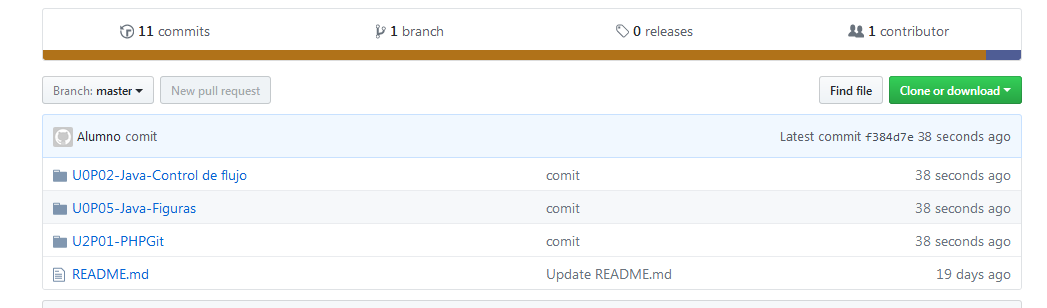 11 commits 1 branch 0 releases 1 contributor
Branch: master New pull request Find file Clone or download
Alumno comit Latest commit f384d7e 38 seconds ago
U0P02-Java-Control de flujo comit 38 seconds ago
U0P05-Java-Figuras comit 38 seconds ago
U2P01-PHPGit comit 38 seconds ago
README.md Update README.md 19 days ago